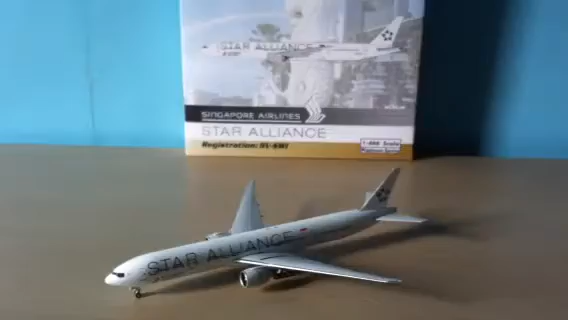 STAR ALLIANCE
SINGAPORE AIRLINES
STAR ALLIANCE
Registration: 9V-SWI
1:400 Scale
STAR ALLIANCE